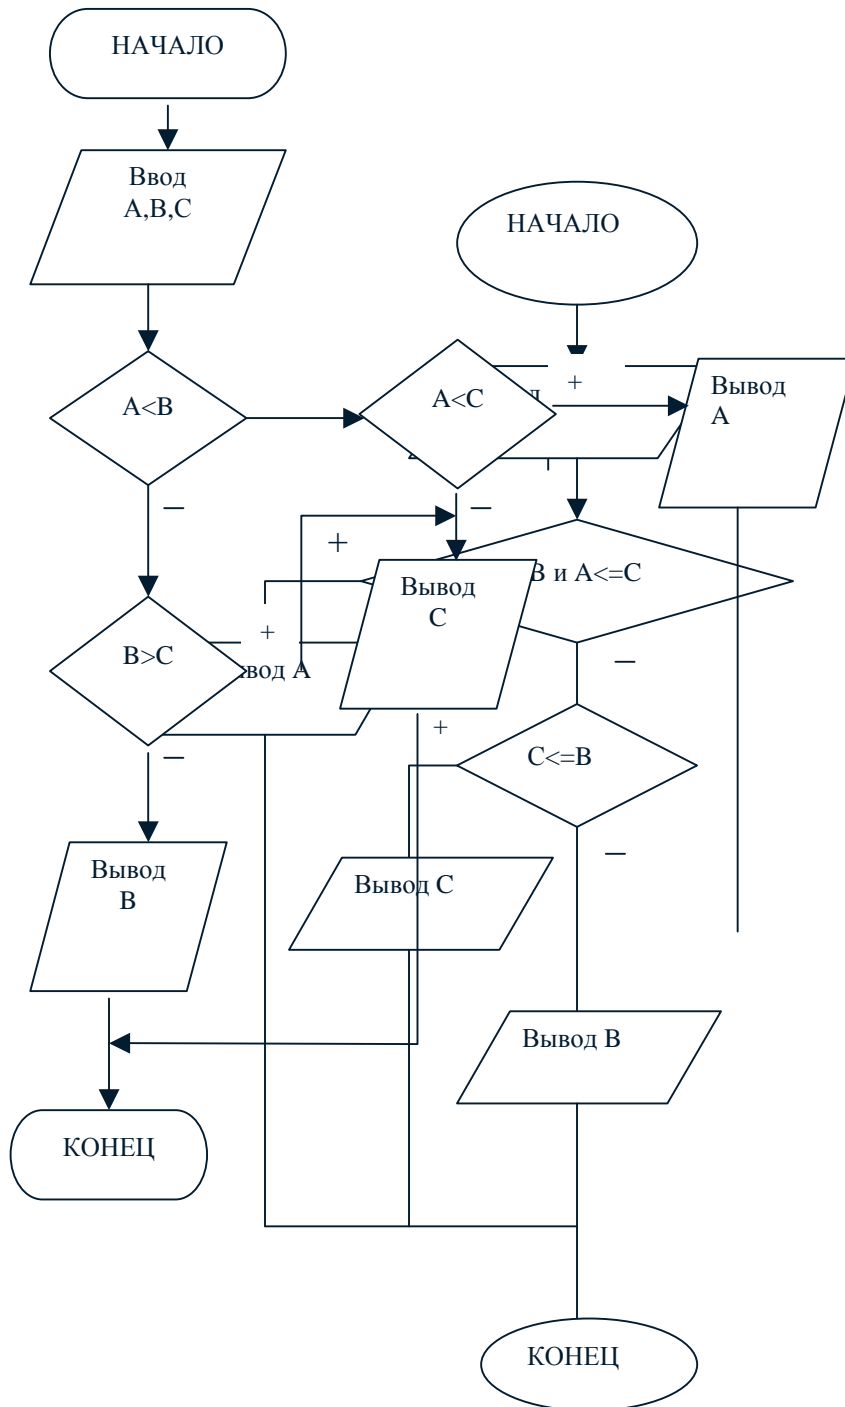 НАЧАЛО
Ввод
А,В,С
НАЧАЛО
А<В
А<С
+
Вывод
А
–
–
+
Вывод
С
В и А<=С
В>С
+
вод А
–
–
+
С<=В
Вывод
В
Вывод С
–
Вывод В
КОНЕЦ
КОНЕЦ